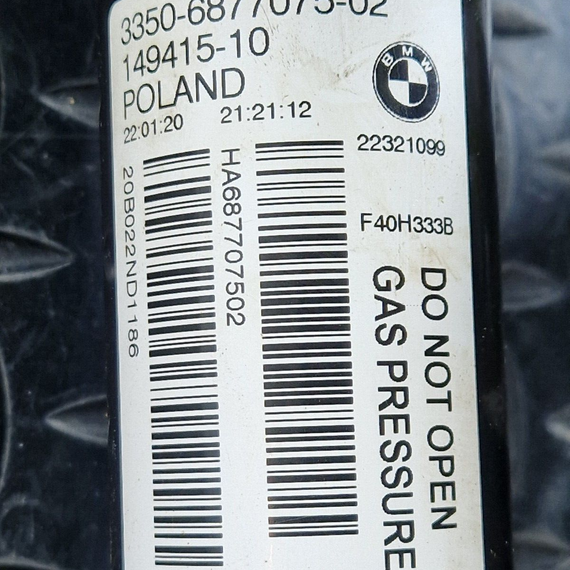 3350-6877075-02
149415-10
POLAND
22:01:20 21:21:12
BMW
22321099
F40H333B
20B022ND1186
HA687707502
DO NOT OPEN
GAS PRESSURE